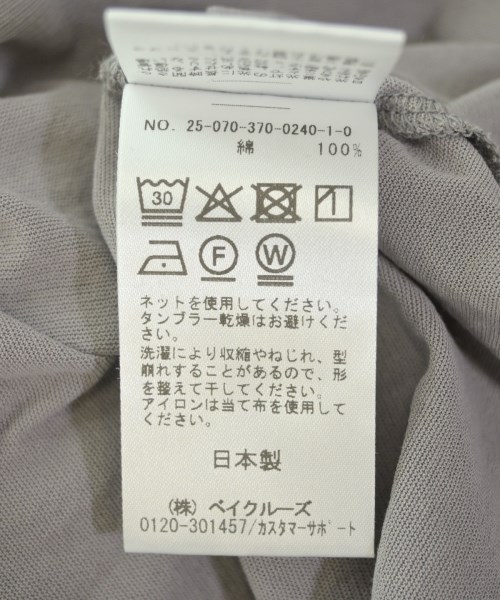 NO. 25-070-370-0240-1-0
綿 100%
30
F
W
ネットを使用してください。
タンブラー乾燥はお避けくだ
さい。
洗濯により収縮やねじれ、型
崩れすることがあるので、形
を整えて干してください。
アイロンは当て布を使用して
ください。
日本製
(株) ベイクルーズ
0120-301457/カスタマーサポート